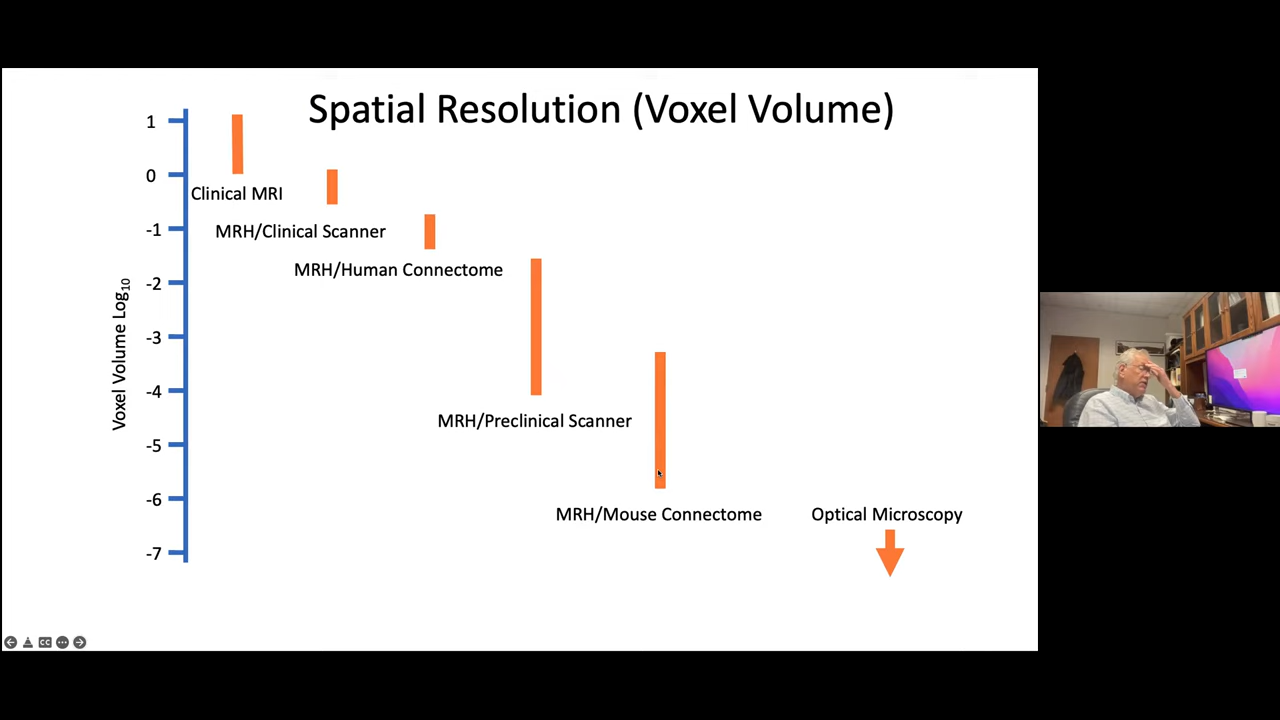 Spatial Resolution (Voxel Volume)
1
0
Clinical MRI
-1
MRH/Clinical Scanner
MRH/Human Connectome
-2
Voxel Volume Log10
-3
-4
MRH/Preclinical Scanner
-5
-6
MRH/Mouse Connectome
Optical Microscopy
-7
CC